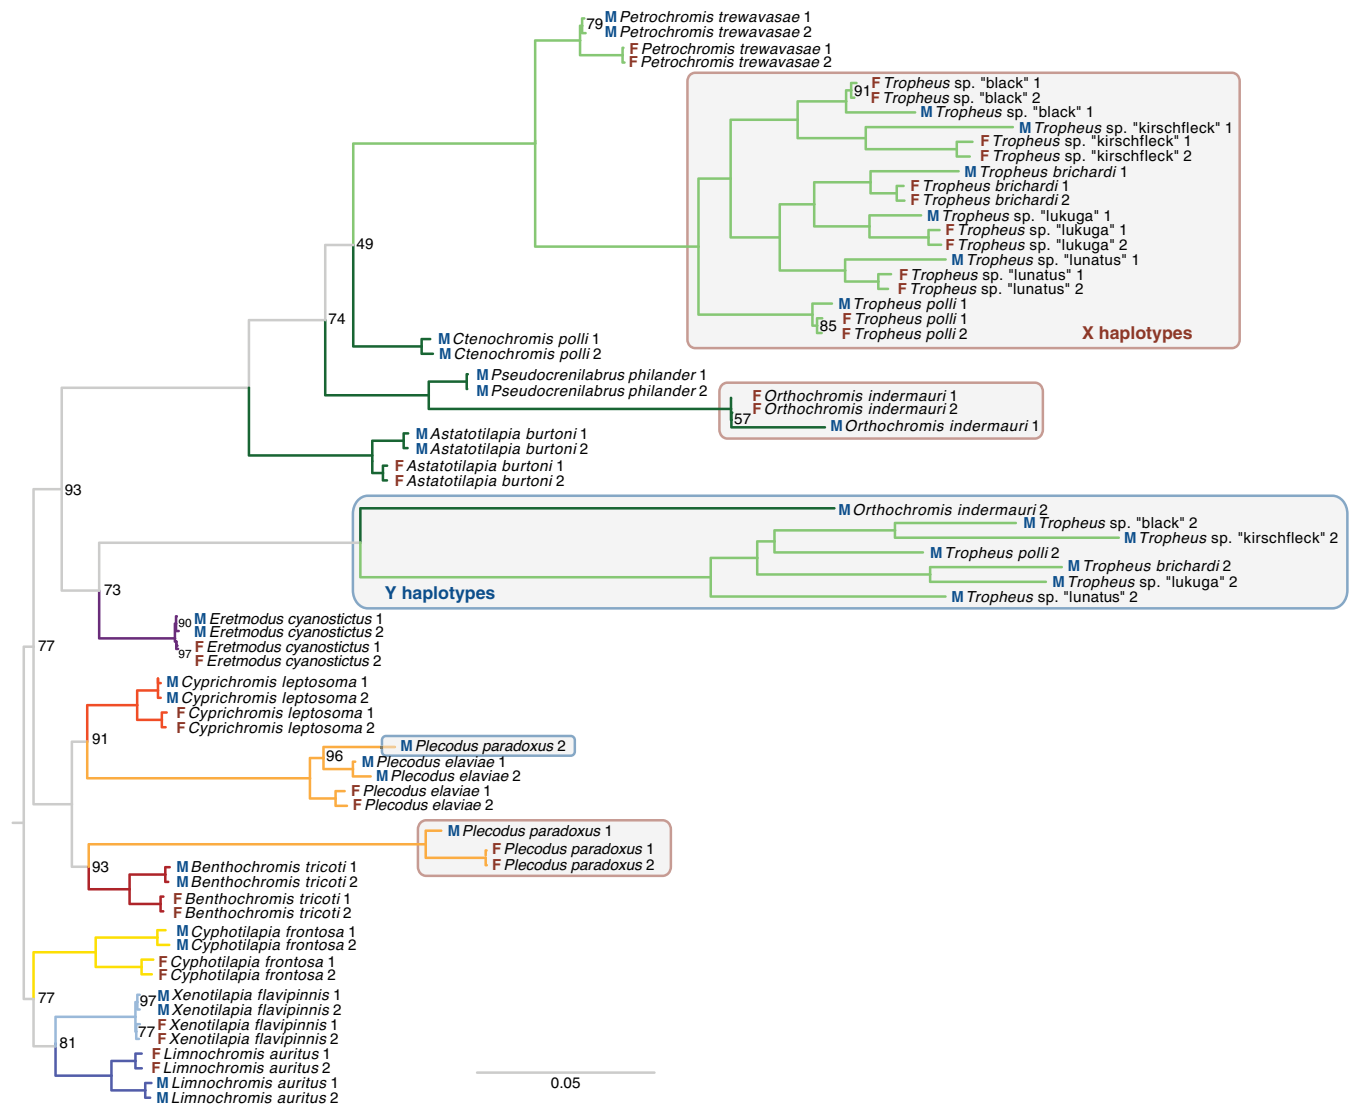 79
M Petrochromis trewavasae 1
M Petrochromis trewavasae 2
F Petrochromis trewavasae 1
F Petrochromis trewavasae 2
91
F Tropheus sp. "black" 1
F Tropheus sp. "black" 2
M Tropheus sp. "black" 1
M Tropheus sp. "kirschfleck" 1
F Tropheus sp. "kirschfleck" 1
F Tropheus sp. "kirschfleck" 2
M Tropheus brichardi 1
F Tropheus brichardi 1
F Tropheus brichardi 2
M Tropheus sp. "lukuga" 1
F Tropheus sp. "lukuga" 1
F Tropheus sp. "lukuga" 2
M Tropheus sp. "lunatus" 1
F Tropheus sp. "lunatus" 1
F Tropheus sp. "lunatus" 2
M Tropheus polli 1
F Tropheus polli 1
85
F Tropheus polli 2
X haplotypes
49
74
M Ctenochromis polli 1
M Ctenochromis polli 2
M Pseudocrenilabrus philander 1
M Pseudocrenilabrus philander 2
F Orthochromis indermauri 1
F Orthochromis indermauri 2
57
M Orthochromis indermauri 1
M Astatotilapia burtoni 1
M Astatotilapia burtoni 2
F Astatotilapia burtoni 1
F Astatotilapia burtoni 2
93
M Orthochromis indermauri 2
M Tropheus sp. "black" 2
M Tropheus sp. "kirschfleck" 2
M Tropheus polli 2
M Tropheus brichardi 2
M Tropheus sp. "lukuga" 2
M Tropheus sp. "lunatus" 2
Y haplotypes
73
90
M Eretmodus cyanostictus 1
M Eretmodus cyanostictus 2
F Eretmodus cyanostictus 1
97
F Eretmodus cyanostictus 2
77
M Cyprichromis leptosoma 1
M Cyprichromis leptosoma 2
F Cyprichromis leptosoma 1
F Cyprichromis leptosoma 2
91
M Plecodus paradoxus 2
96
M Plecodus elaviae 1
M Plecodus elaviae 2
F Plecodus elaviae 1
F Plecodus elaviae 2
M Plecodus paradoxus 1
F Plecodus paradoxus 1
F Plecodus paradoxus 2
93
M Benthochromis tricoti 1
M Benthochromis tricoti 2
F Benthochromis tricoti 1
F Benthochromis tricoti 2
M Cyphotilapia frontosa 1
M Cyphotilapia frontosa 2
F Cyphotilapia frontosa 1
F Cyphotilapia frontosa 2
77
97
M Xenotilapia flavipinnis 1
M Xenotilapia flavipinnis 2
77
F Xenotilapia flavipinnis 1
F Xenotilapia flavipinnis 2
81
F Limnochromis auritus 1
F Limnochromis auritus 2
M Limnochromis auritus 1
M Limnochromis auritus 2
0.05